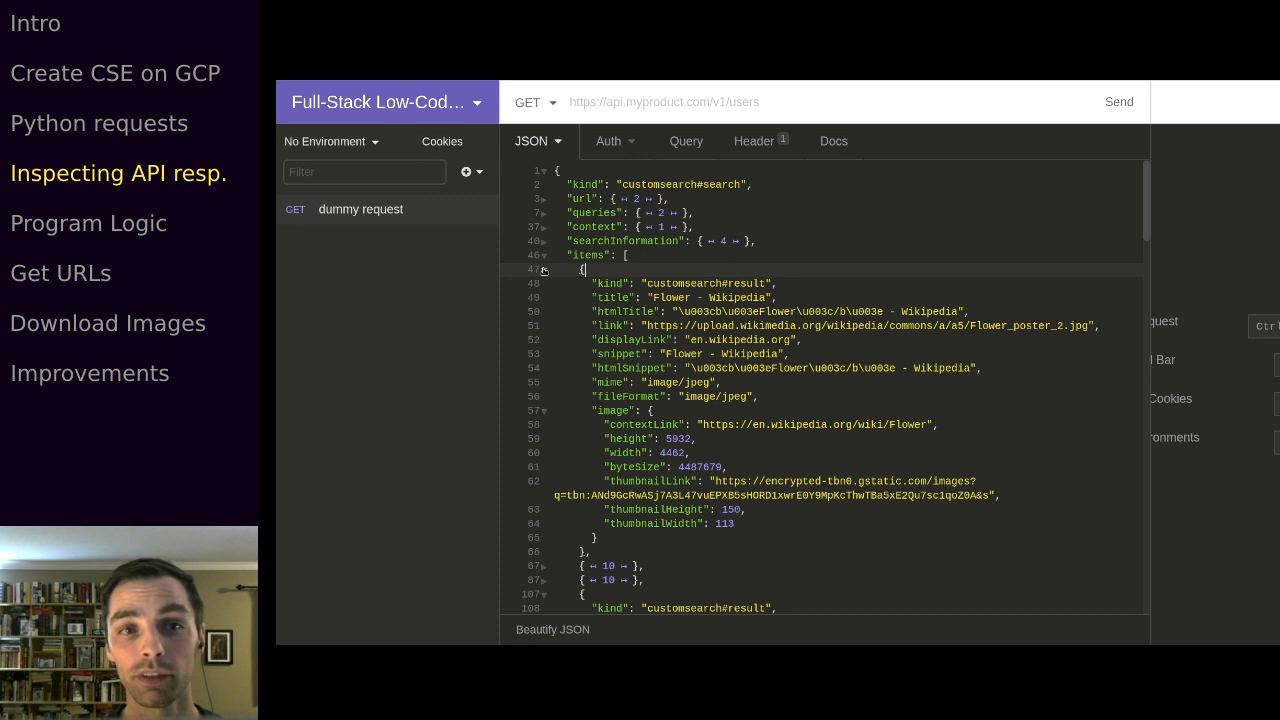 Intro
Create CSE on GCP
Python requests
Inspecting API resp.
Program Logic
Get URLs
Download Images
Improvements
Full-Stack Low-Cod…
GET https://api.myproduct.com/v1/users Send
No Environment Cookies
JSON Auth Query Header 1 Docs
Filter
GET dummy request
1 {
2 "kind": "customsearch#search",
3 "url": { ↔ 2 ↔ },
7 "queries": { ↔ 2 ↔ },
37 "context": { ↔ 1 ↔ },
40 "searchInformation": { ↔ 4 ↔ },
46 "items": [
47 {
48 "kind": "customsearch#result",
49 "title": "Flower - Wikipedia",
50 "htmlTitle": "\u003cb\u003eFlower\u003c/b\u003e - Wikipedia",
51 "link": "https://upload.wikimedia.org/wikipedia/commons/a/a5/Flower_poster_2.jpg",
52 "displayLink": "en.wikipedia.org",
53 "snippet": "Flower - Wikipedia",
54 "htmlSnippet": "\u003cb\u003eFlower\u003c/b\u003e - Wikipedia",
55 "mime": "image/jpeg",
56 "fileFormat": "image/jpeg",
57 "image": {
58 "contextLink": "https://en.wikipedia.org/wiki/Flower",
59 "height": 5932,
60 "width": 4462,
61 "byteSize": 4487679,
62 "thumbnailLink": "https://encrypted-tbn0.gstatic.com/images?
q=tbn:ANd9GcRwASj7A3L47vuEPXB5sHORD1xwrE0Y9MpKcThwTBa5xE2Qu7sc1qoZ0A&s",
63 "thumbnailHeight": 150,
64 "thumbnailWidth": 113
65 }
66 },
67 { ↔ 10 ↔ },
87 { ↔ 10 ↔ },
107 {
108 "kind": "customsearch#result",
Beautify JSON
quest Ctrl
l Bar
Cookies
ronments